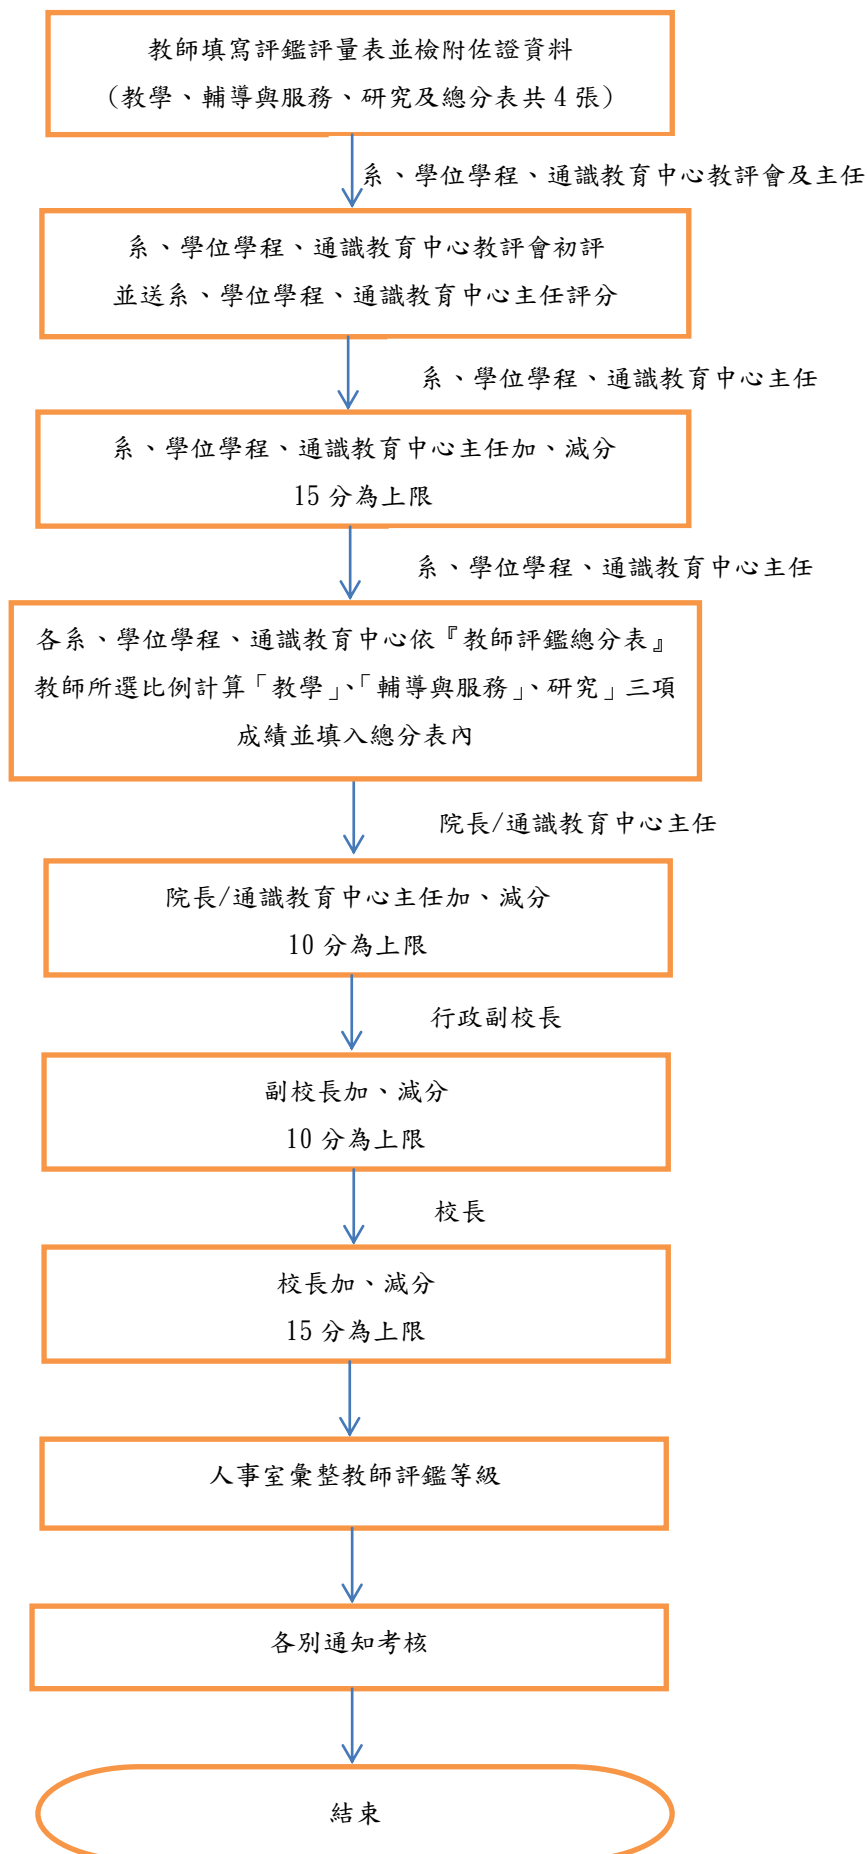 教師填寫評鑑評量表並檢附佐證資料
（教學、輔導與服務、研究及總分表共 4 張）
系、學位學程、通識教育中心教評會及主任
系、學位學程、通識教育中心教評會初評
並送系、學位學程、通識教育中心主任評分
系、學位學程、通識教育中心主任
系、學位學程、通識教育中心主任加、減分
15 分為上限
系、學位學程、通識教育中心主任
各系、學位學程、通識教育中心依『教師評鑑總分表』
教師所選比例計算「教學」、「輔導與服務」、研究」三項
成績並填入總分表內
院長/通識教育中心主任
院長/通識教育中心主任加、減分
10 分為上限
行政副校長
副校長加、減分
10 分為上限
校長
校長加、減分
15 分為上限
人事室彙整教師評鑑等級
各別通知考核
結束